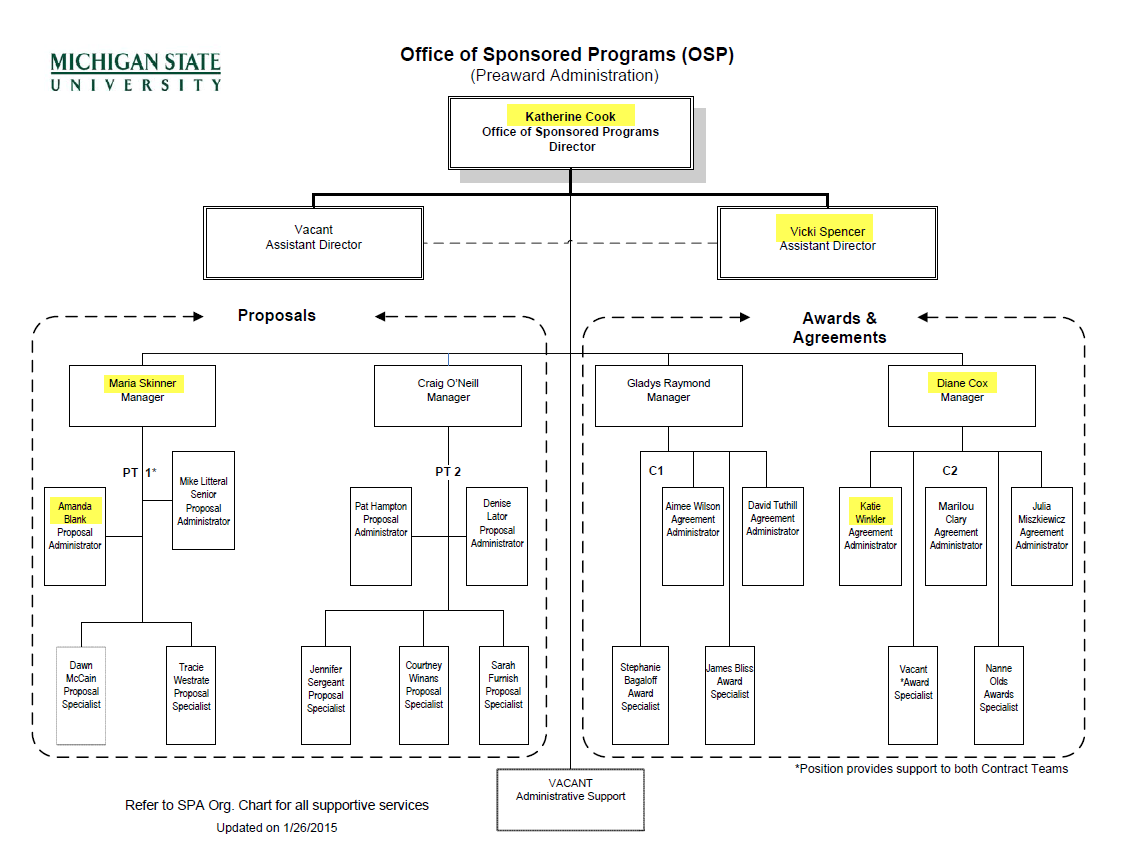 MICHIGAN STATE
UNIVERSITY
Office of Sponsored Programs (OSP)
(Preaward Administration)
Katherine Cook
Office of Sponsored Programs
Director
Vacant
Assistant Director
Vicki Spencer
Assistant Director
Proposals
Awards &
Agreements
Maria Skinner
Manager
Craig O'Neill
Manager
Gladys Raymond
Manager
Diane Cox
Manager
PT 1*
PT 2
C1
C2
Amanda
Blank
Proposal
Administrator
Mike Litteral
Senior
Proposal
Administrator
Pat Hampton
Proposal
Administrator
Denise
Lator
Proposal
Administrator
Aimee Wilson
Agreement
Administrator
David Tuthill
Agreement
Administrator
Katie
Winkler
Agreement
Administrator
Marilou
Clary
Agreement
Administrator
Julia
Miszkiewicz
Agreement
Administrator
Dawn
McCain
Proposal
Specialist
Tracie
Westrate
Proposal
Specialist
Jennifer
Sergeant
Proposal
Specialist
Courtney
Winans
Proposal
Specialist
Sarah
Furnish
Proposal
Specialist
Stephanie
Bagaloff
Award
Specialist
James Bliss
Award
Specialist
Vacant
*Award
Specialist
Nanne
Olds
Awards
Specialist
*Position provides support to both Contract Teams
VACANT
Administrative Support
Refer to SPA Org. Chart for all supportive services
Updated on 1/26/2015